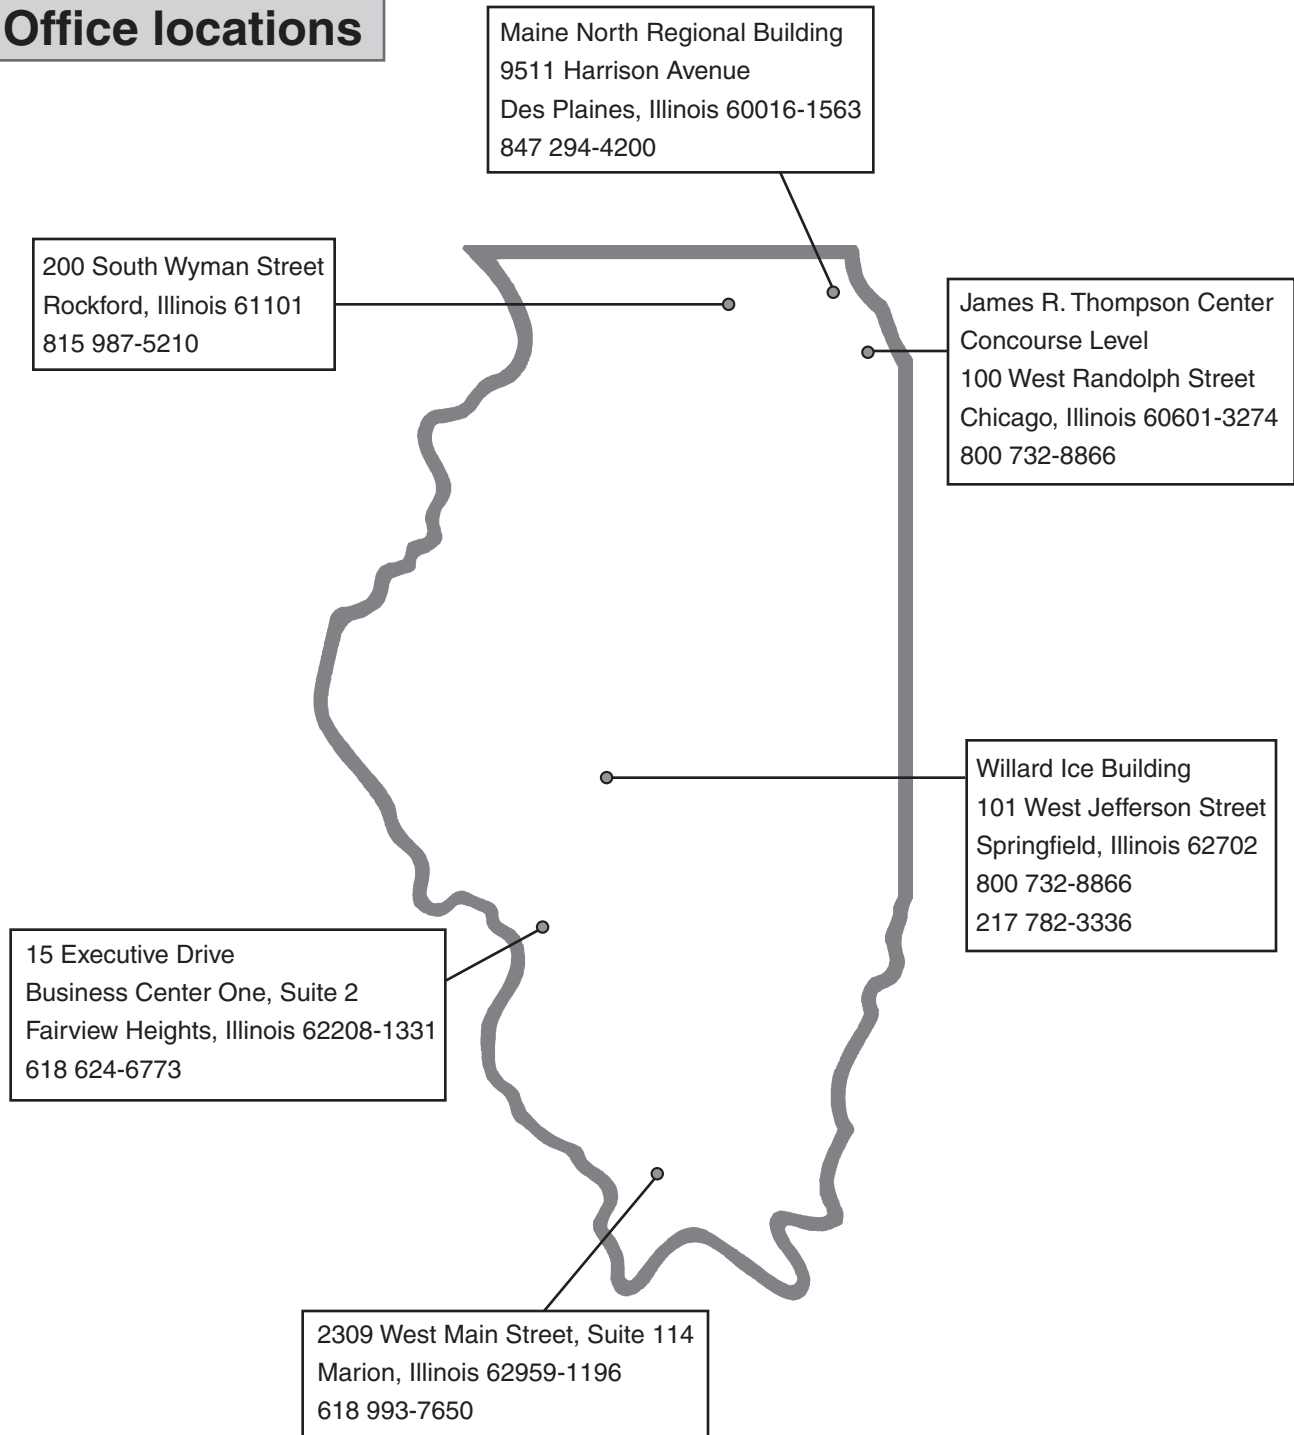 Office locations
Maine North Regional Building
9511 Harrison Avenue
Des Plaines, Illinois 60016-1563
847 294-4200
200 South Wyman Street
Rockford, Illinois 61101
815 987-5210
James R. Thompson Center
Concourse Level
100 West Randolph Street
Chicago, Illinois 60601-3274
800 732-8866
Willard Ice Building
101 West Jefferson Street
Springfield, Illinois 62702
800 732-8866
217 782-3336
15 Executive Drive
Business Center One, Suite 2
Fairview Heights, Illinois 62208-1331
618 624-6773
2309 West Main Street, Suite 114
Marion, Illinois 62959-1196
618 993-7650